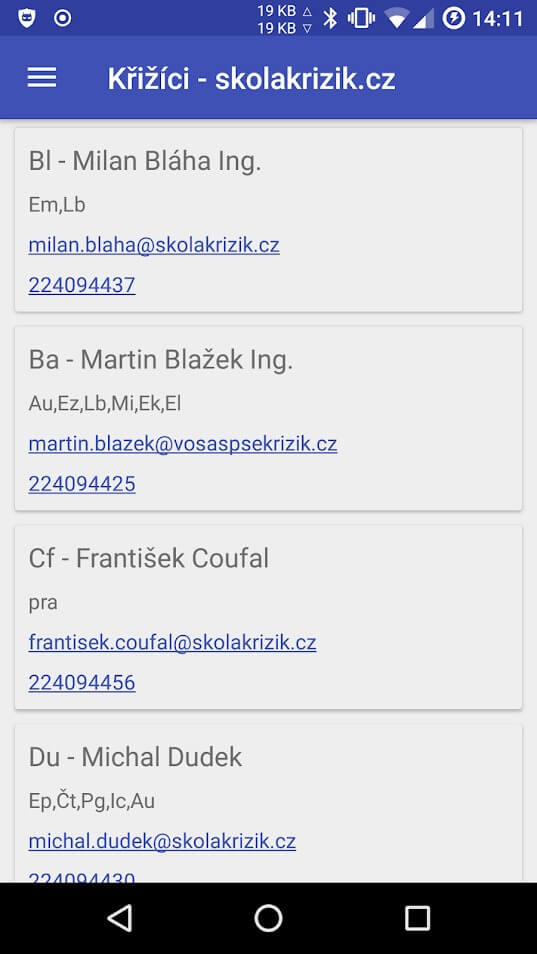 19 KB
19 KB
14:11
Křižíci - skolakrizik.cz
Bl - Milan Bláha Ing.
Em,Lb
milan.blaha@skolakrizik.cz
224094437
Ba - Martin Blažek Ing.
Au,Ez,Lb,Mi,Ek,El
martin.blazek@vosaspsekrizik.cz
224094425
Cf - František Coufal
pra
frantisek.coufal@skolakrizik.cz
224094456
Du - Michal Dudek
Ep,Čt,Pg,Ic,Au
michal.dudek@skolakrizik.cz
224094430